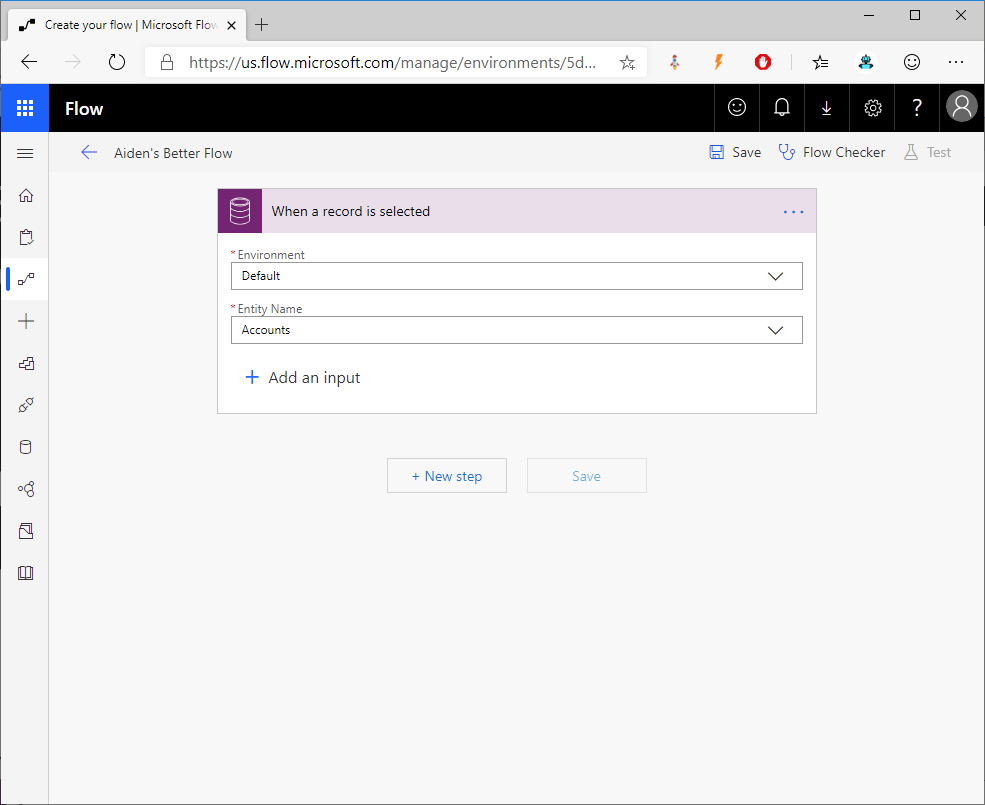 Create your flow | Microsoft Flow
https://us.flow.microsoft.com/manage/environments/5d...
Flow
?
Aiden's Better Flow
Save
Flow Checker
Test
When a record is selected
...
* Environment
Default
* Entity Name
Accounts
+ Add an input
+ New step
Save